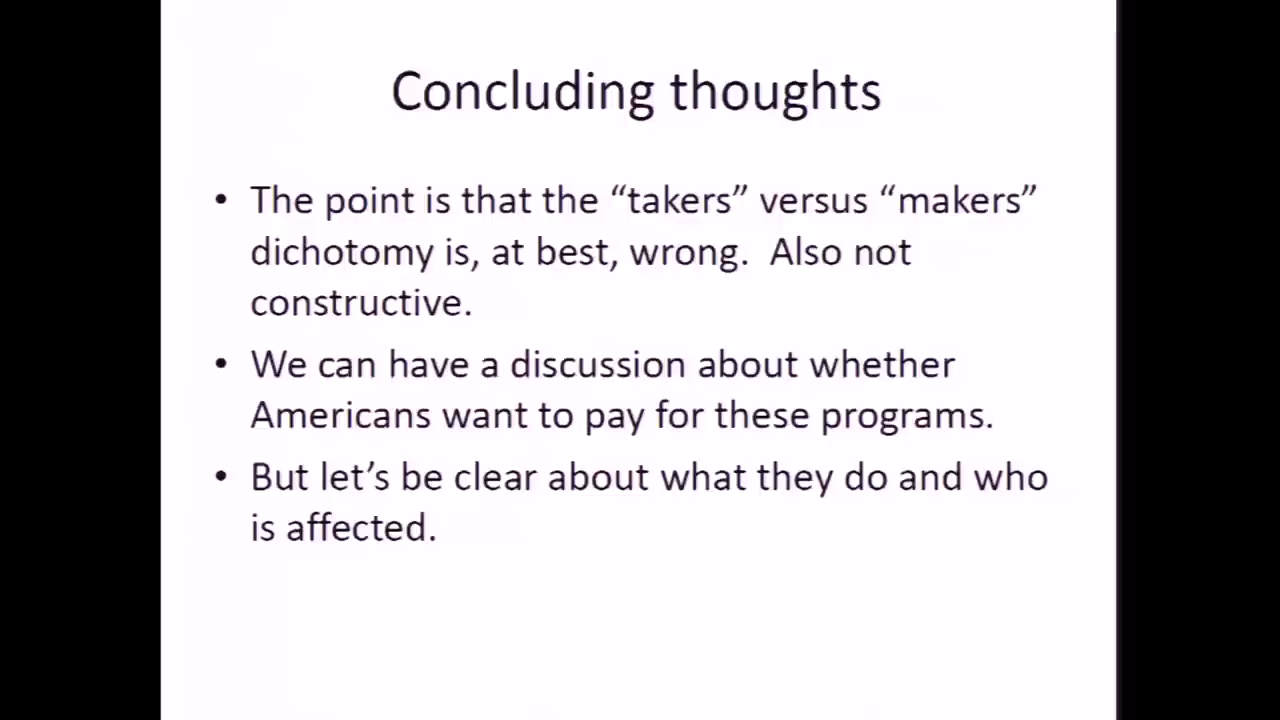 Concluding thoughts
• The point is that the “takers” versus “makers”
dichotomy is, at best, wrong.  Also not
constructive.
• We can have a discussion about whether
Americans want to pay for these programs.
• But let’s be clear about what they do and who
is affected.